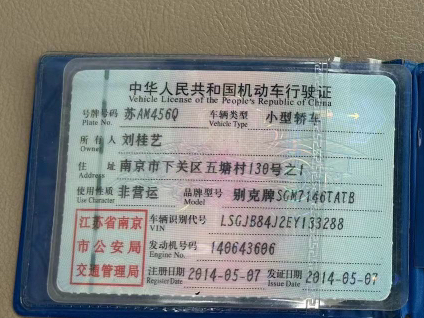 中华人民共和国机动车行驶证
Vehicle License of the People's Republic of China
号牌号码 苏AM456Q 车辆类型 小型轿车
Plate No. Vehicle Type
所有人 刘桂艺
Owner
住址 南京市下关区五塘村130号之1
Address
使用性质 非营运 品牌型号 别克牌SGM7166TATB
Use Character Model
江苏省南京
市公安局
交通管理局
车辆识别代号 LSGJB84J2EY133288
VIN
发动机号码 140643606
Engine No.
注册日期 2014-05-07 发证日期 2014-05-07
Register Date Issue Date